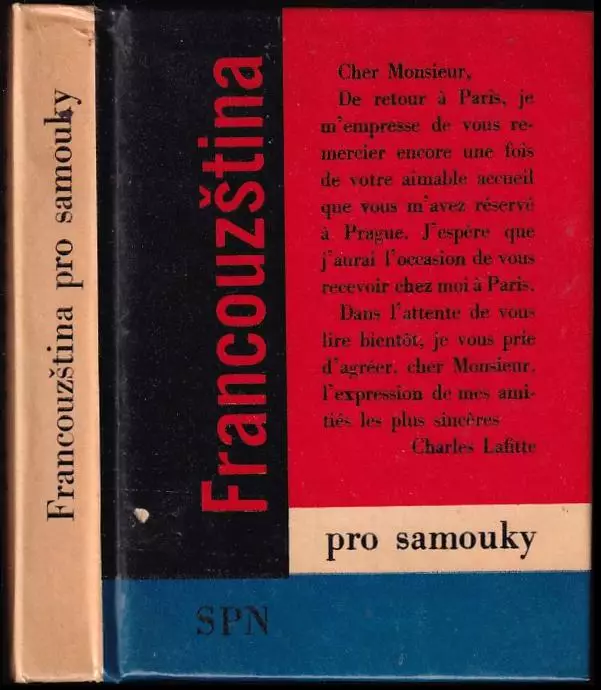 Francouzština pro samouky
Francouzština
Cher Monsieur,
De retour à Paris, je
m'empresse de vous re-
mercier encore une fois
de votre aimable accueil
que vous m'avez réservé
à Prague. J'espère que
j'aurai l'occasion de vous
recevoir chez moi à Paris.
Dans l'attente de vous
lire bientôt, je vous prie
d'agréer, cher Monsieur,
l'expression de mes ami-
tiés les plus sincères
Charles Lafitte
pro samouky
SPN